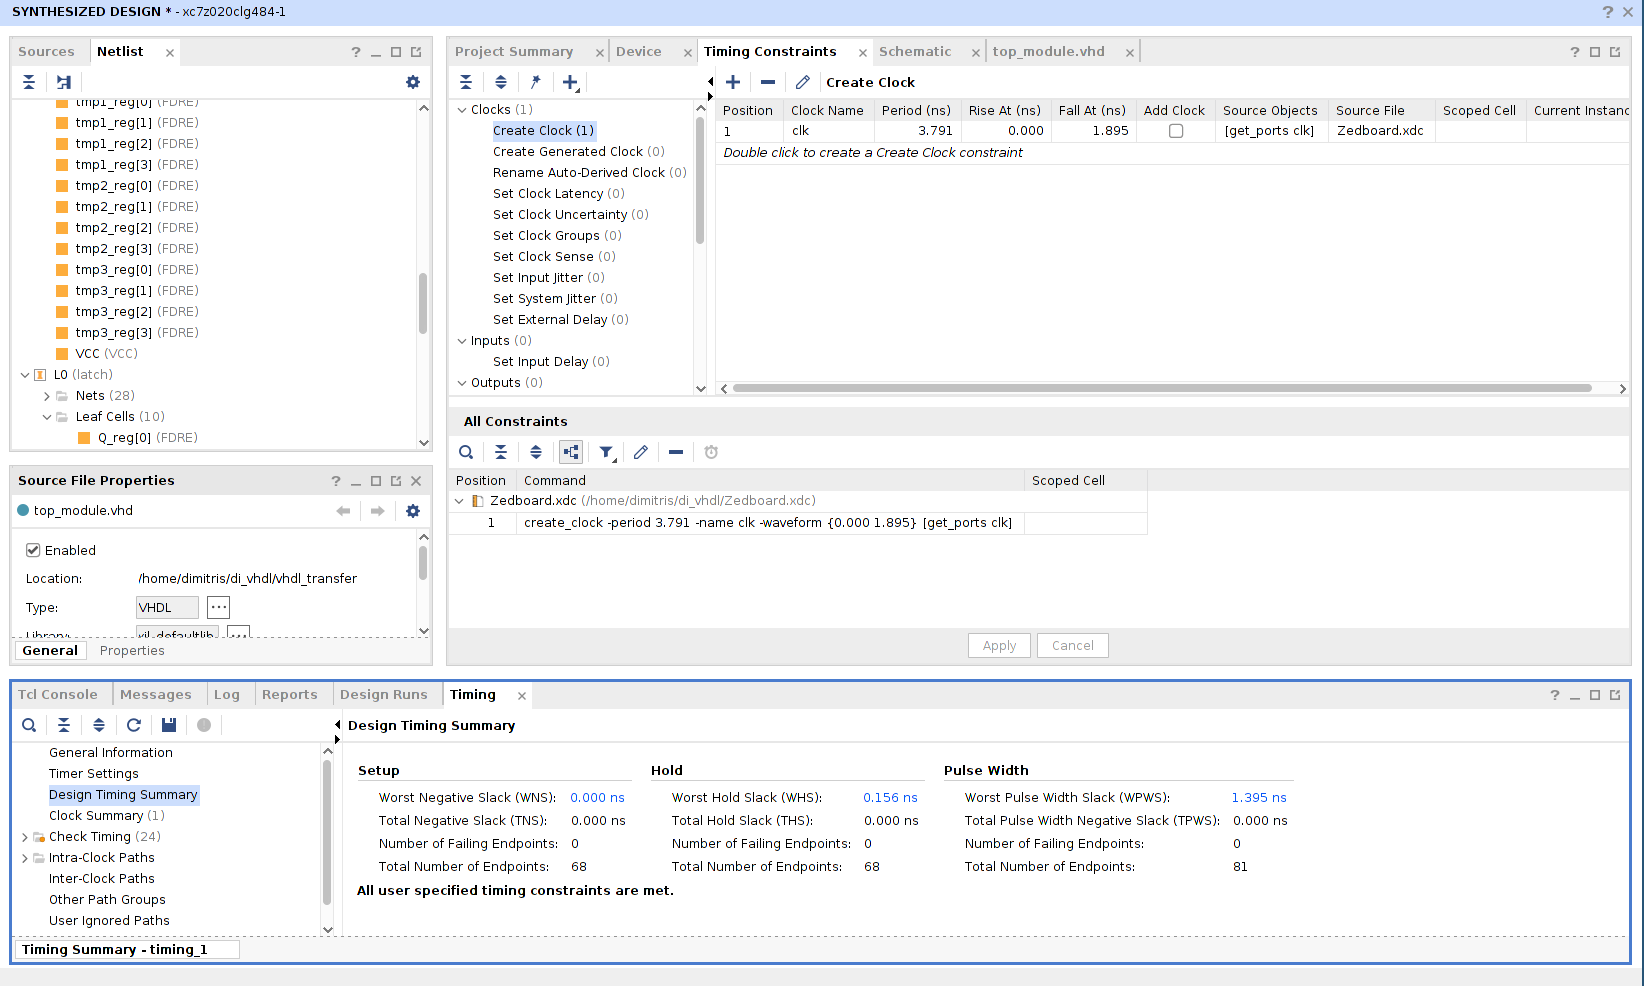 SYNTHESIZED DESIGN * - xc7z020clg484-1
Sources
Netlist
tmp1_reg[0] (FDRE)
tmp1_reg[1] (FDRE)
tmp1_reg[2] (FDRE)
tmp1_reg[3] (FDRE)
tmp2_reg[0] (FDRE)
tmp2_reg[1] (FDRE)
tmp2_reg[2] (FDRE)
tmp2_reg[3] (FDRE)
tmp3_reg[0] (FDRE)
tmp3_reg[1] (FDRE)
tmp3_reg[2] (FDRE)
tmp3_reg[3] (FDRE)
VCC (VCC)
L0 (latch)
Nets (28)
Leaf Cells (10)
Q_reg[0] (FDRE)
Source File Properties
top_module.vhd
Enabled
Location: /home/dimitris/di_vhdl/vhdl_transfer
Type: VHDL
Library: xil_defaultlib
General Properties
Project Summary Device Timing Constraints Schematic top_module.vhd
Create Clock
Clocks (1)
Create Clock (1)
Create Generated Clock (0)
Rename Auto-Derived Clock (0)
Set Clock Latency (0)
Set Clock Uncertainty (0)
Set Clock Groups (0)
Set Clock Sense (0)
Set Input Jitter (0)
Set System Jitter (0)
Set External Delay (0)
Inputs (0)
Set Input Delay (0)
Outputs (0)
Position Clock Name Period (ns) Rise At (ns) Fall At (ns) Add Clock Source Objects Source File Scoped Cell Current Instanc
1 clk 3.791 0.000 1.895 [get_ports clk] Zedboard.xdc
Double click to create a Create Clock constraint
All Constraints
Position Command Scoped Cell
Zedboard.xdc (/home/dimitris/di_vhdl/Zedboard.xdc)
1 create_clock -period 3.791 -name clk -waveform {0.000 1.895} [get_ports clk]
Apply Cancel
Tcl Console Messages Log Reports Design Runs Timing
Design Timing Summary
General Information
Timer Settings
Design Timing Summary
Clock Summary (1)
Check Timing (24)
Intra-Clock Paths
Inter-Clock Paths
Other Path Groups
User Ignored Paths
Setup Hold Pulse Width
Worst Negative Slack (WNS): 0.000 ns Worst Hold Slack (WHS): 0.156 ns Worst Pulse Width Slack (WPWS): 1.395 ns
Total Negative Slack (TNS): 0.000 ns Total Hold Slack (THS): 0.000 ns Total Pulse Width Negative Slack (TPWS): 0.000 ns
Number of Failing Endpoints: 0 Number of Failing Endpoints: 0 Number of Failing Endpoints: 0
Total Number of Endpoints: 68 Total Number of Endpoints: 68 Total Number of Endpoints: 81
All user specified timing constraints are met.
Timing Summary - timing_1